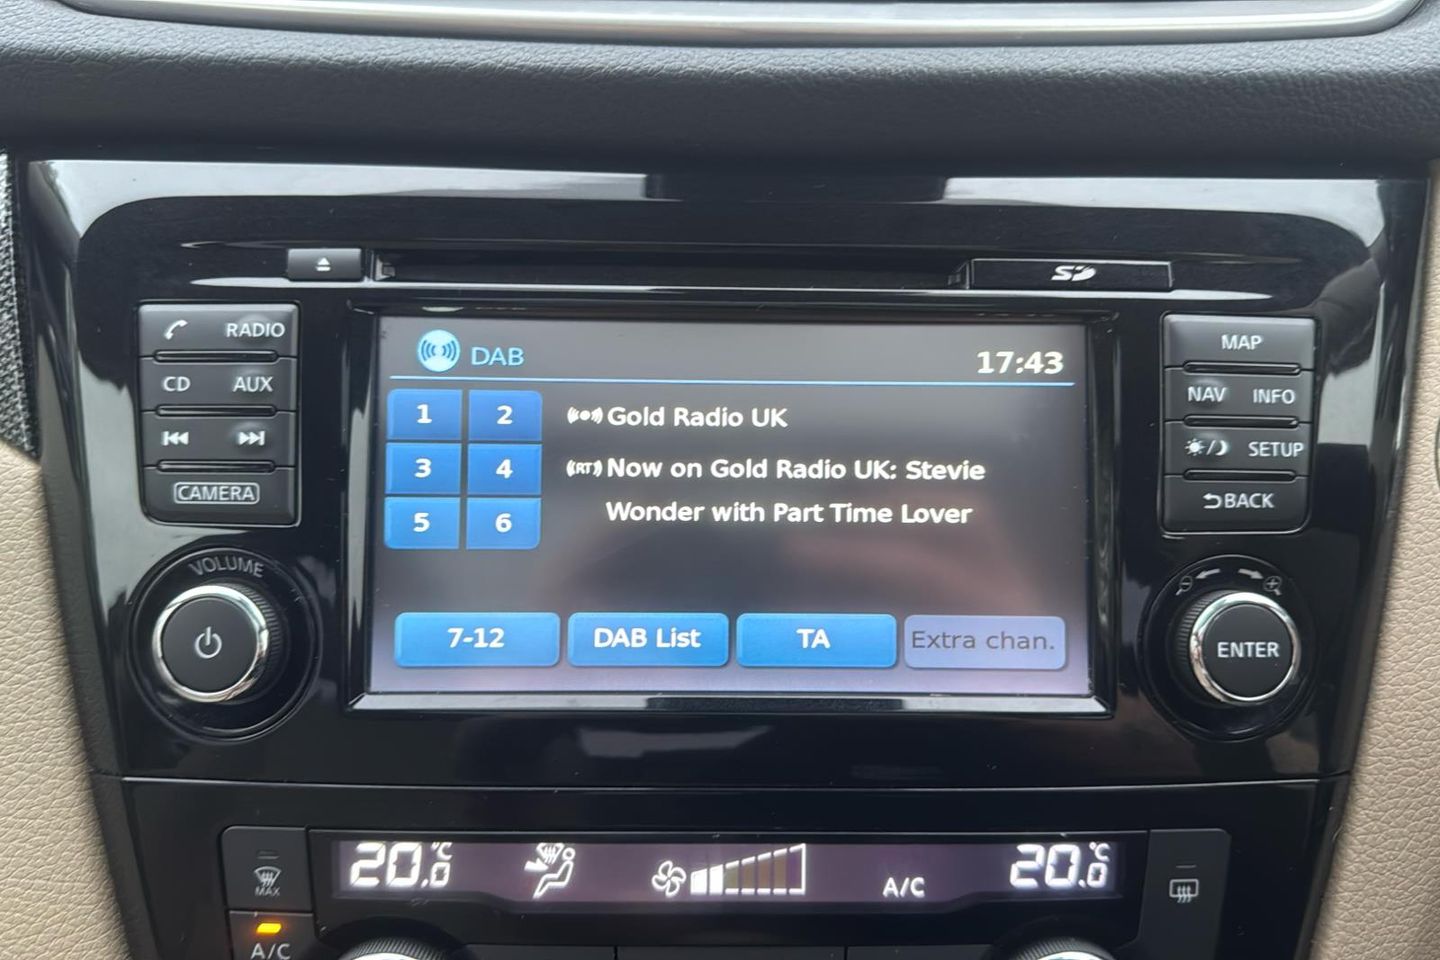 SD
RADIO
CD AUX
CAMERA
VOLUME
DAB
17:43
1 2
3 4
5 6
Gold Radio UK
(RT) Now on Gold Radio UK: Stevie
Wonder with Part Time Lover
7-12
DAB List
TA
Extra chan.
MAP
NAV INFO
SETUP
BACK
ENTER
MAX
A/C
20.0°C
A/C
20.0°C